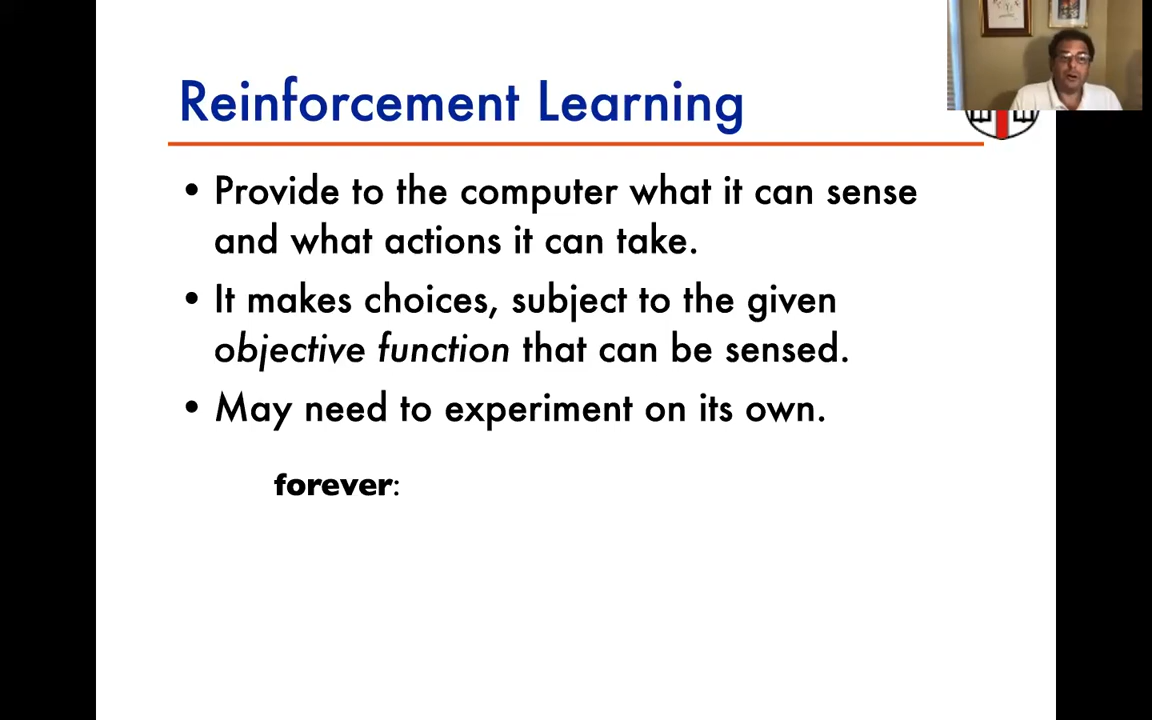 Reinforcement Learning
• Provide to the computer what it can sense
and what actions it can take.
• It makes choices, subject to the given
objective function that can be sensed.
• May need to experiment on its own.
forever: